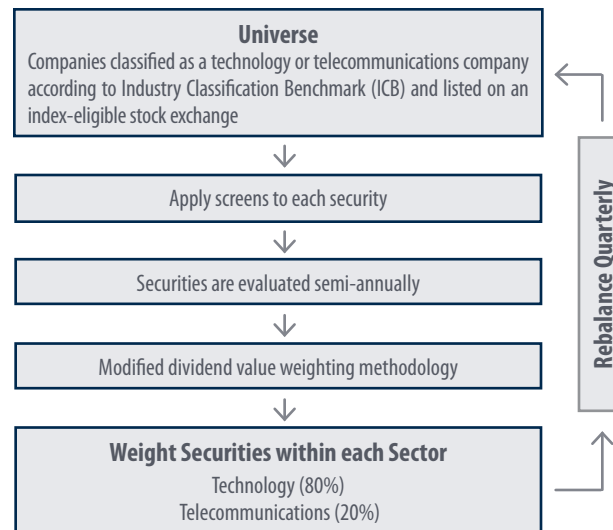 Universe
Companies classified as a technology or telecommunications company
according to Industry Classification Benchmark (ICB) and listed on an
index-eligible stock exchange
Apply screens to each security
Securities are evaluated semi-annually
Modified dividend value weighting methodology
Weight Securities within each Sector
Technology (80%)
Telecommunications (20%)
Rebalance Quarterly